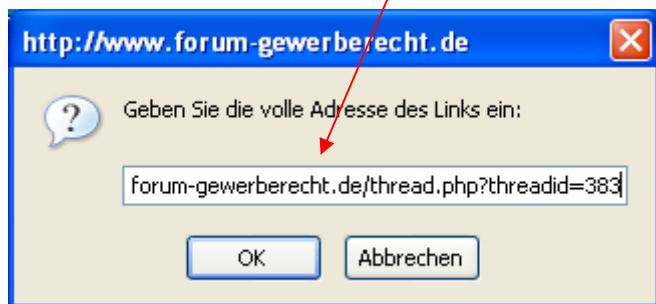 http://www.forum-gewerberecht.de
Geben Sie die volle Adresse des Links ein:
forum-gewerberecht.de/thread.php?threadid=383
OK Abbrechen